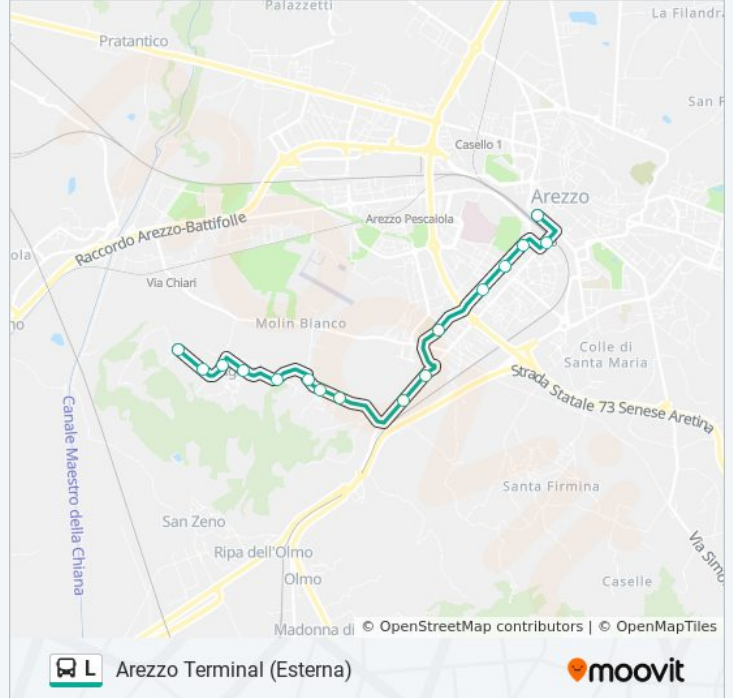 Palazzetti
La Filandra
Pratantico
San F
Casello 1
Arezzo
Arezzo Pescaiola
Raccordo Arezzo-Battifolle
ola
Via Chiari
no
Molin Bianco
Colle di
Santa Maria
Strada Statale 73 Senese Aretina
Canale Maestro della Chiana
Santa Firmina
San Zeno
Via Simo
Ripa dell'Olmo
Olmo
Caselle
Madonna di
© OpenStreetMap contributors | © OpenMapTiles
L Arezzo Terminal (Esterna)
moovit